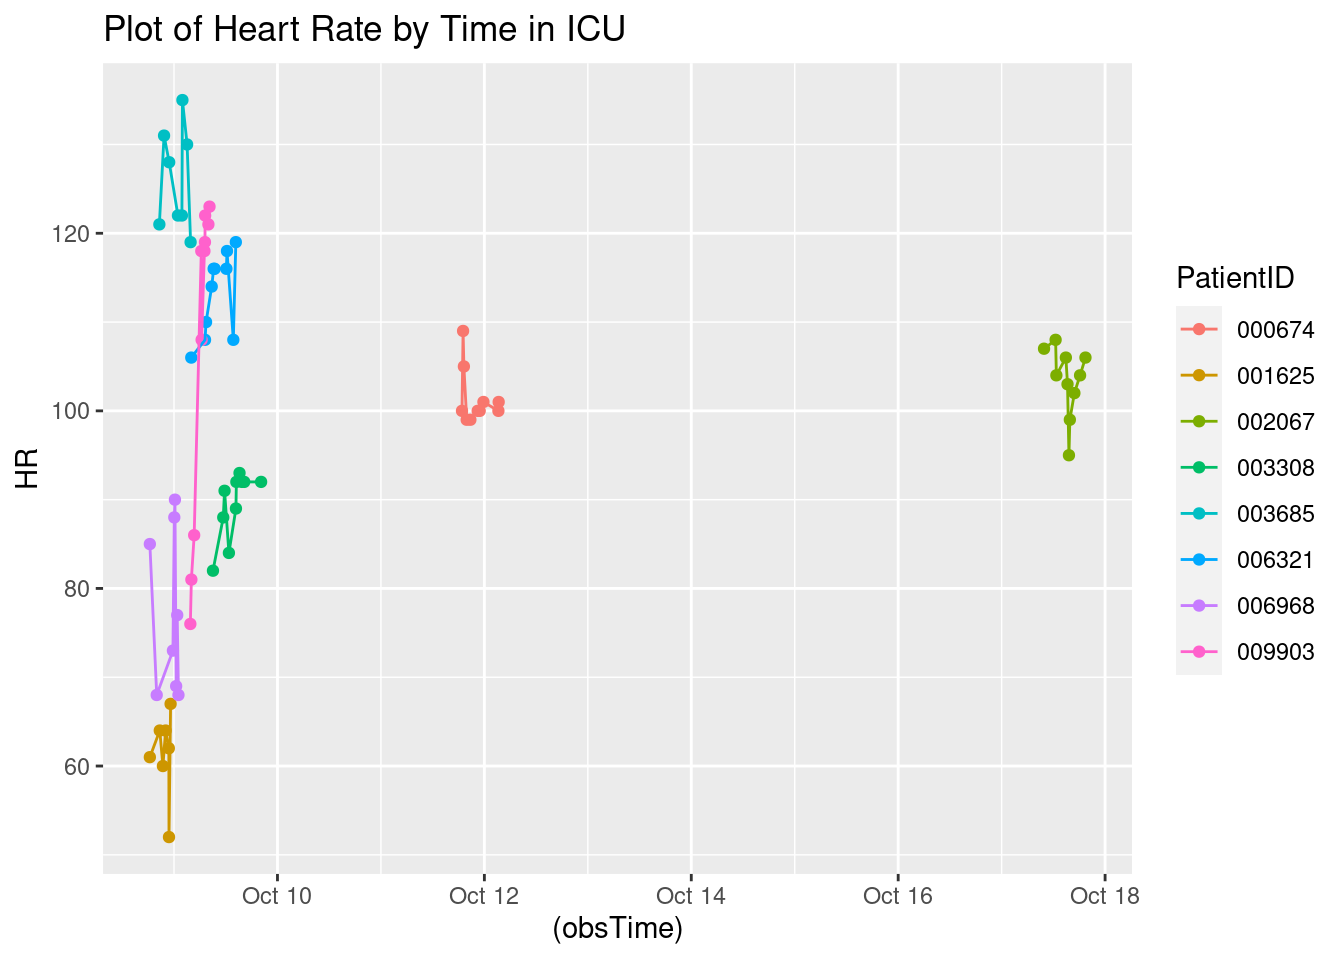 Plot of Heart Rate by Time in ICU
120
100
80
60
HR
Oct 10
Oct 12
Oct 14
Oct 16
Oct 18
(obsTime)
PatientID
000674
001625
002067
003308
003685
006321
006968
009903